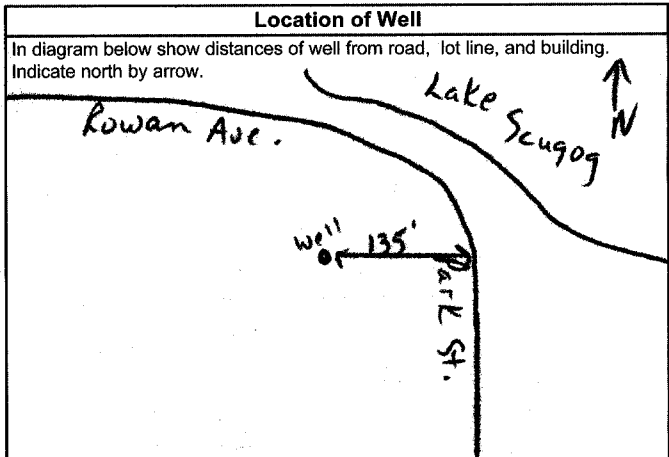 Location of Well
In diagram below show distances of well from road, lot line, and building.
Indicate north by arrow.
Lake
Scugog
N
Rowan Ave.
well
135'
Park St.